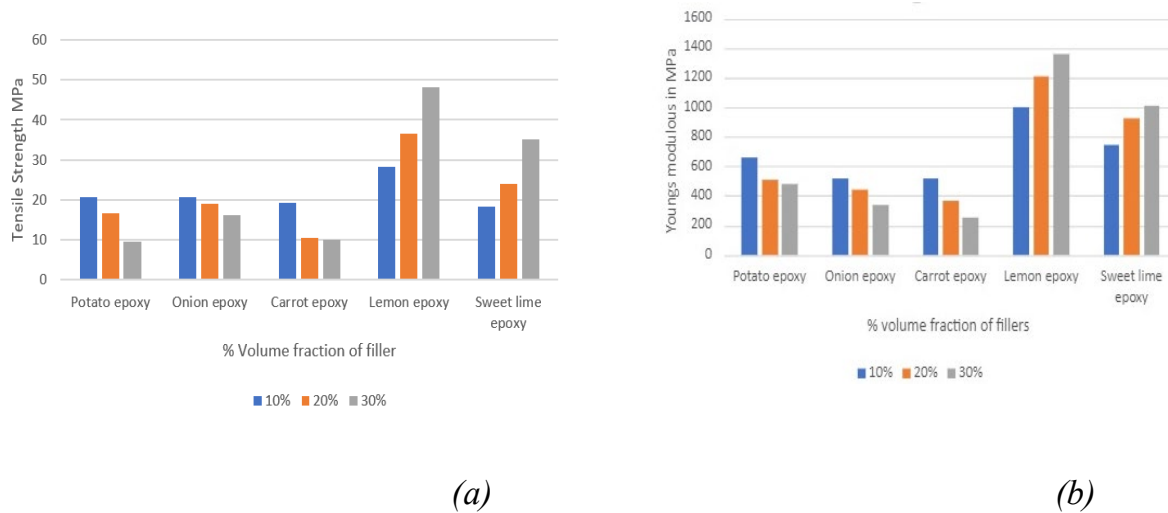 Tensile Strength MPa
60
50
40
30
20
10
0
Potato epoxy Onion epoxy Carrot epoxy Lemon epoxy Sweet lime
epoxy
% Volume fraction of filler
10% 20% 30%
(a)
Youngs modulous in MPa
1600
1400
1200
1000
800
600
400
200
0
Potato epoxy Onion epoxy Carrot epoxy Lemon epoxy Sweet lime
epoxy
% volume fraction of fillers
10% 20% 30%
(b)